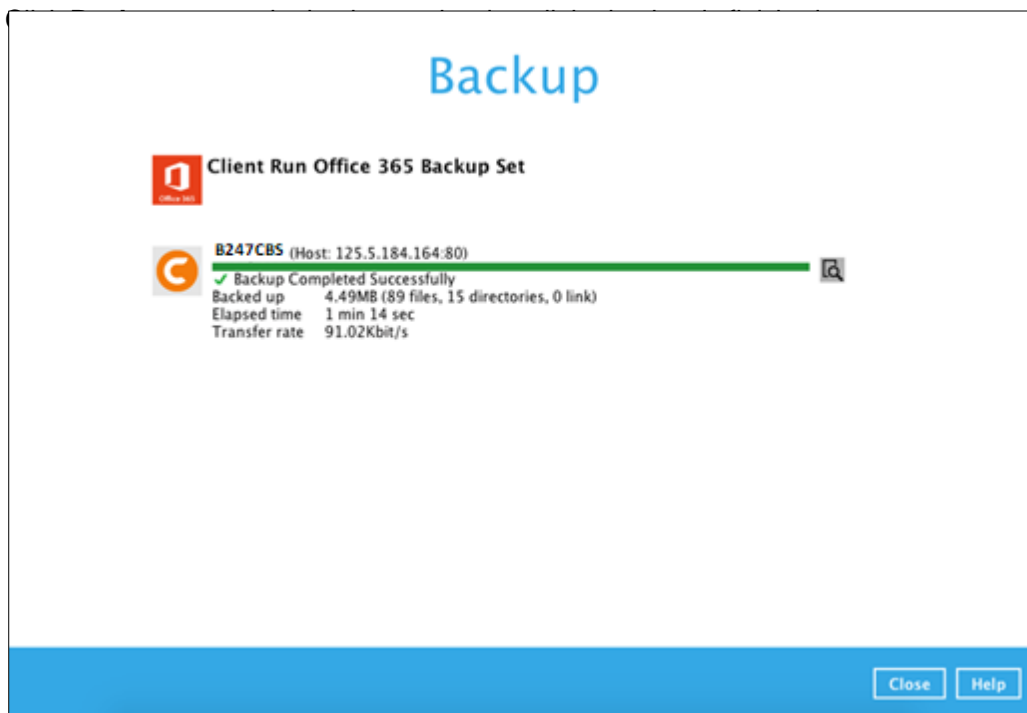 Backup
Client Run Office 365 Backup Set
Office 365
B247CBS (Host: 125.5.184.164:80)
Backup Completed Successfully
Backed up 4.49MB (89 files, 15 directories, 0 link)
Elapsed time 1 min 14 sec
Transfer rate 91.02Kbit/s
Close Help